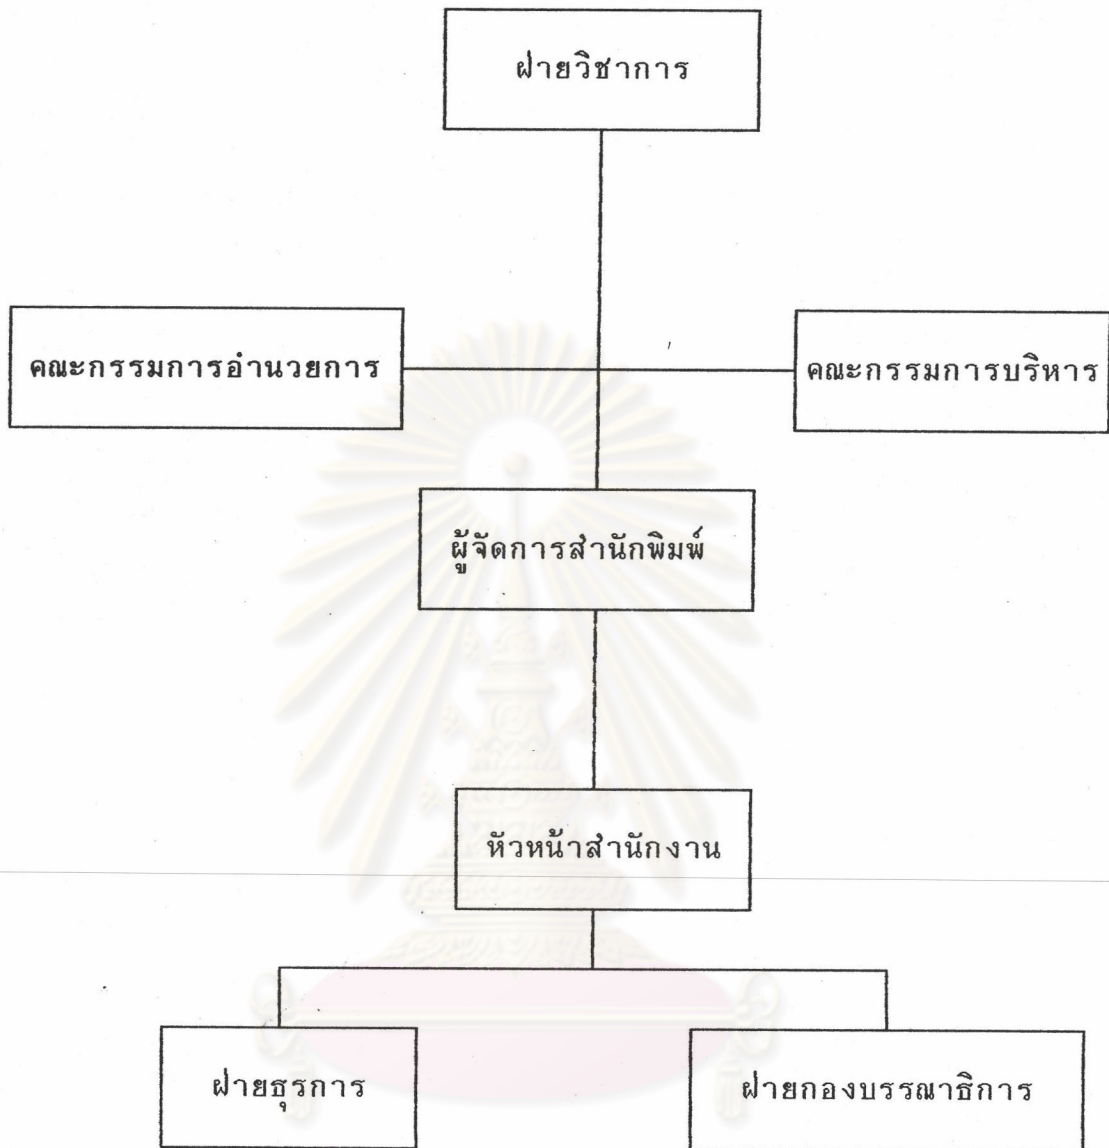 ฝ่ายวิชาการ
คณะกรรมการอำนวยการ
คณะกรรมการบริหาร
ผู้จัดการสำนักพิมพ์
หัวหน้าสำนักงาน
ฝ่ายธุรการ
ฝ่ายกองบรรณาธิการ